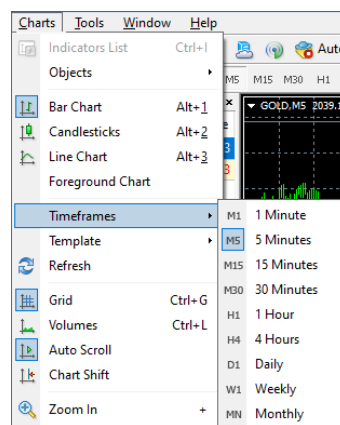 Charts Tools Window Help
Indicators List Ctrl+I
Objects
Bar Chart Alt+1
Candlesticks Alt+2
Line Chart Alt+3
Foreground Chart
Timeframes
Template
Refresh
Grid Ctrl+G
Volumes Ctrl+L
Auto Scroll
Chart Shift
Zoom In +
M5 M15 M30 H1
GOLD,M5 2039.1
M1 1 Minute
M5 5 Minutes
M15 15 Minutes
M30 30 Minutes
H1 1 Hour
H4 4 Hours
D1 Daily
W1 Weekly
MN Monthly